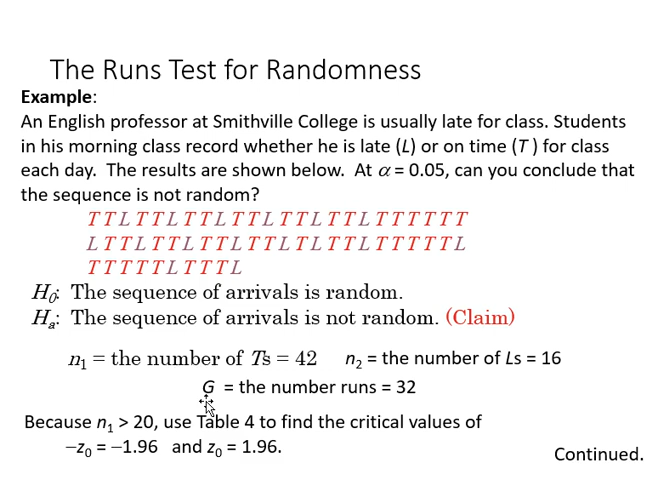 The Runs Test for Randomness
Example:
An English professor at Smithville College is usually late for class. Students
in his morning class record whether he is late (L) or on time (T ) for class
each day. The results are shown below. At α = 0.05, can you conclude that
the sequence is not random?
T T L T T L T T L T T L T T L T T L T T T T T T
L T T L T T L T T L T T L T L T T L T T T T T L
T T T T T L T T T L
H₀: The sequence of arrivals is random.
Hₐ: The sequence of arrivals is not random. (Claim)
n₁ = the number of Ts = 42 n₂ = the number of Ls = 16
G = the number runs = 32
Because n₁ > 20, use Table 4 to find the critical values of
−z₀ = −1.96 and z₀ = 1.96.
Continued.